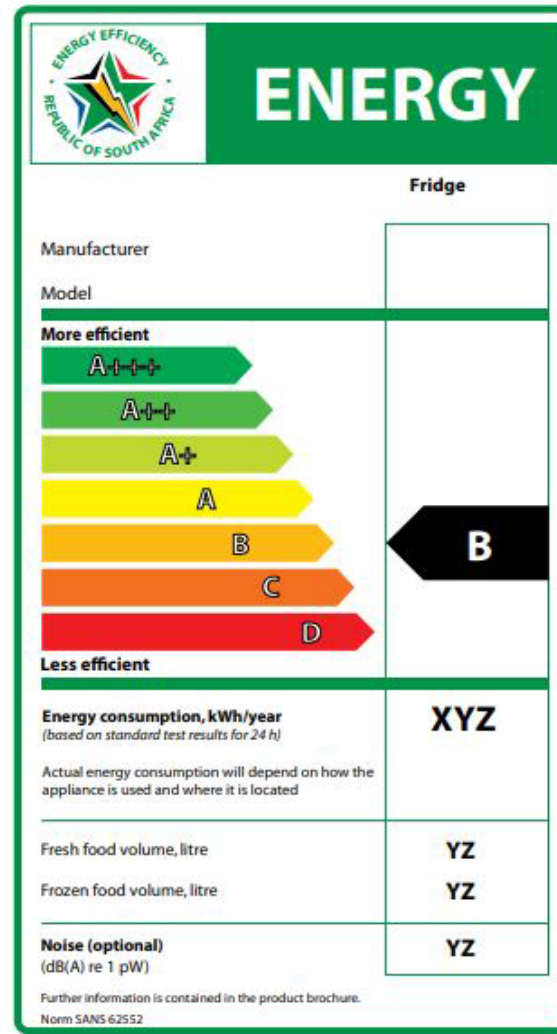 ENERGY EFFICIENCY
REPUBLIC OF SOUTH AFRICA
ENERGY
Fridge
Manufacturer
Model
More efficient
A+++
A++
A+
A
B
B
C
D
Less efficient
Energy consumption, kWh/year
XYZ
(based on standard test results for 24 h)
Actual energy consumption will depend on how the
appliance is used and where it is located
Fresh food volume, litre
YZ
Frozen food volume, litre
YZ
Noise (optional)
YZ
(dB(A) re 1 pW)
Further information is contained in the product brochure.
Norm SANS 62552